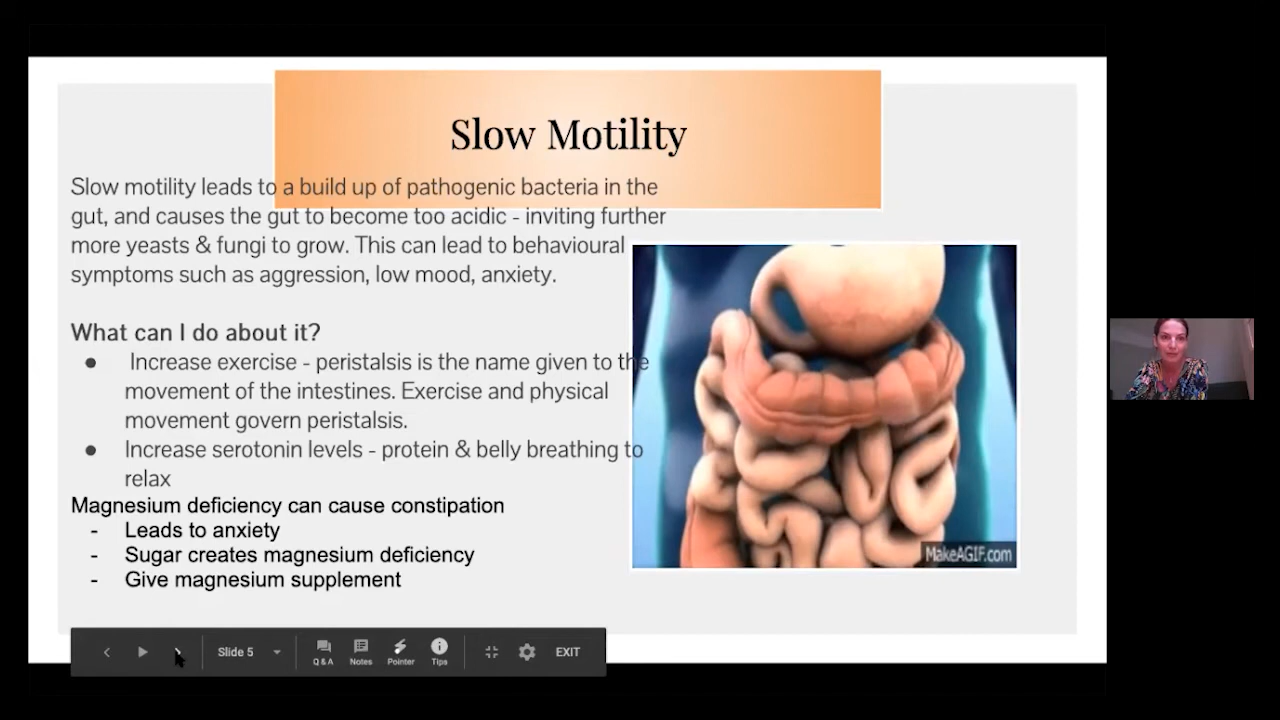 Slow Motility
Slow motility leads to a build up of pathogenic bacteria in the
gut, and causes the gut to become too acidic - inviting further
more yeasts & fungi to grow. This can lead to behavioural
symptoms such as aggression, low mood, anxiety.
What can I do about it?
● Increase exercise - peristalsis is the name given to the
movement of the intestines. Exercise and physical
movement govern peristalsis.
● Increase serotonin levels - protein & belly breathing to
relax
Magnesium deficiency can cause constipation
- Leads to anxiety
- Sugar creates magnesium deficiency
- Give magnesium supplement
MakeAGIF.com
Slide 5
Q & A Notes Pointer Tips
EXIT